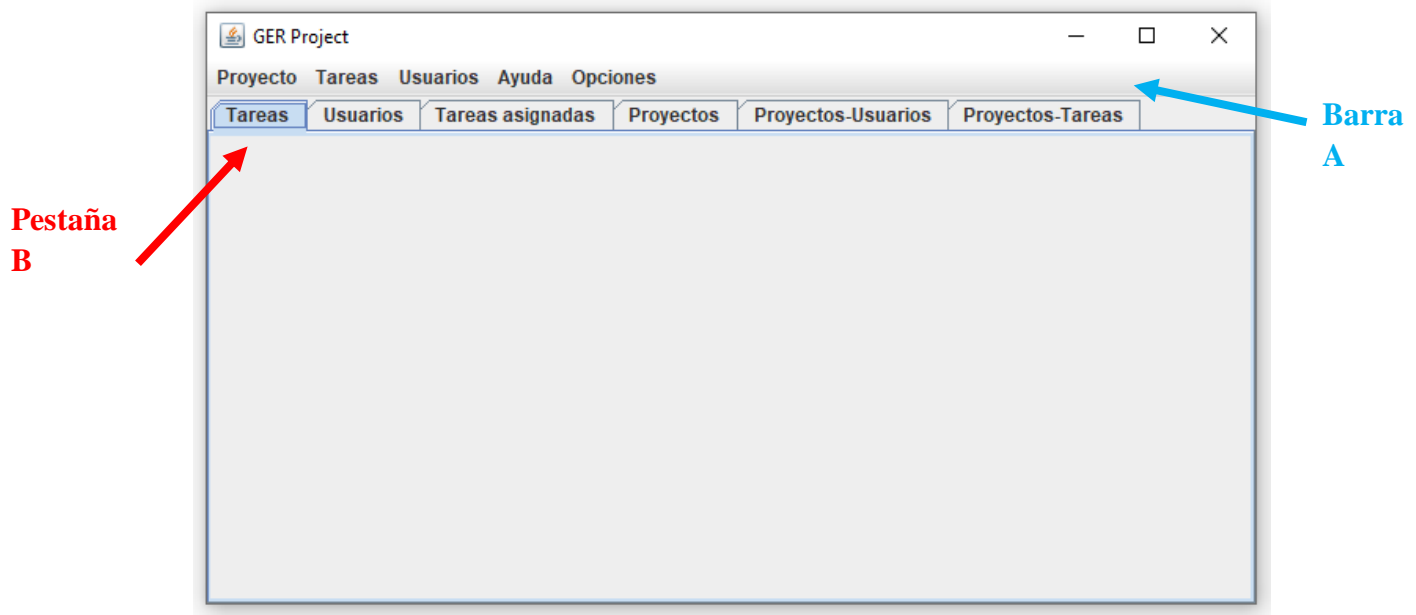 GER Project
Proyecto Tareas Usuarios Ayuda Opciones
Tareas Usuarios Tareas asignadas Proyectos Proyectos-Usuarios Proyectos-Tareas
Barra
A
Pestaña
B